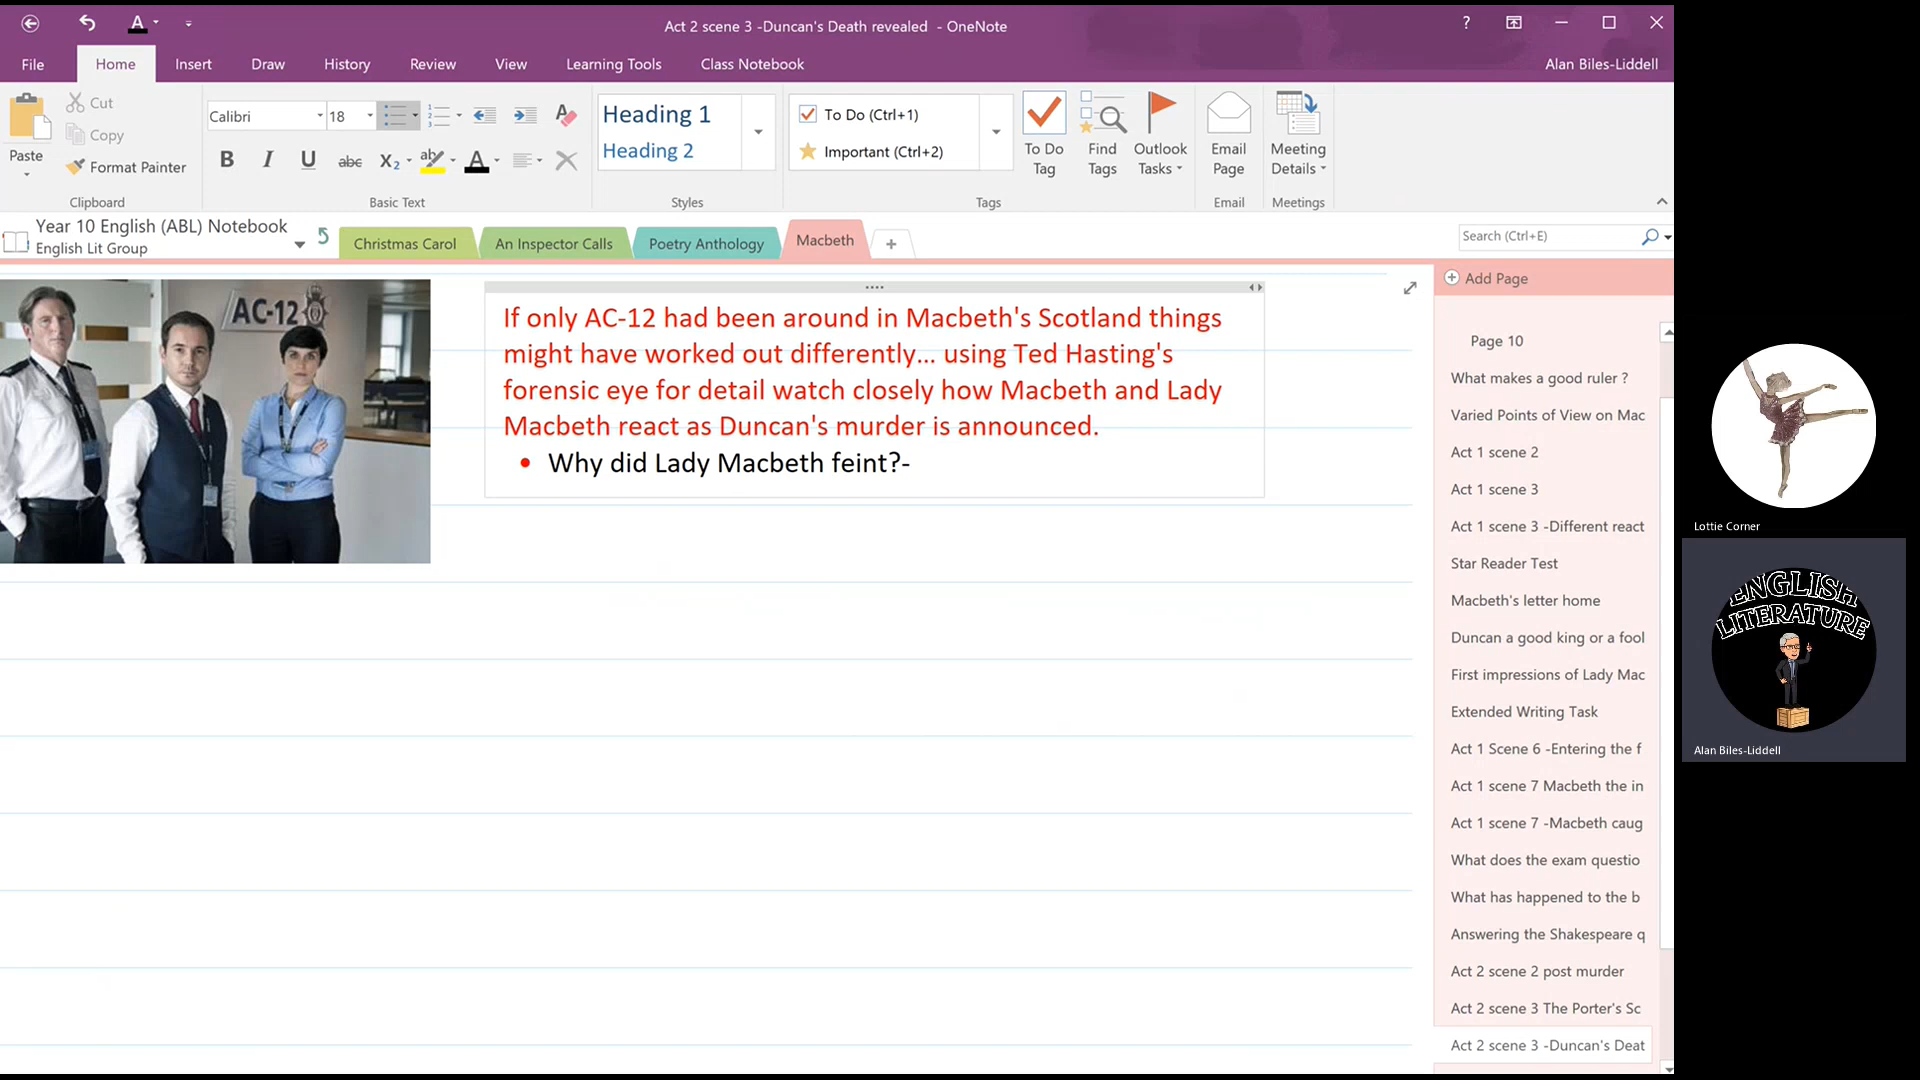 Act 2 scene 3 -Duncan's Death revealed - OneNote
?
File
Home
Insert
Draw
History
Review
View
Learning Tools
Class Notebook
Alan Biles-Liddell
Paste
Cut
Copy
Format Painter
Clipboard
Calibri
18
B I U abc X2 ab A
Basic Text
Heading 1
Heading 2
Styles
To Do (Ctrl+1)
Important (Ctrl+2)
To Do
Tag
Find
Tags
Outlook
Tasks
Tags
Email
Page
Email
Meeting
Details
Meetings
Year 10 English (ABL) Notebook
English Lit Group
Christmas Carol
An Inspector Calls
Poetry Anthology
Macbeth
+
Search (Ctrl+E)
AC-12
If only AC-12 had been around in Macbeth's Scotland things
might have worked out differently... using Ted Hasting's
forensic eye for detail watch closely how Macbeth and Lady
Macbeth react as Duncan's murder is announced.
• Why did Lady Macbeth feint?-
Add Page
Page 10
What makes a good ruler ?
Varied Points of View on Mac
Act 1 scene 2
Act 1 scene 3
Act 1 scene 3 -Different react
Star Reader Test
Macbeth's letter home
Duncan a good king or a fool
First impressions of Lady Mac
Extended Writing Task
Act 1 Scene 6 -Entering the f
Act 1 scene 7 Macbeth the in
Act 1 scene 7 -Macbeth caug
What does the exam questio
What has happened to the b
Answering the Shakespeare q
Act 2 scene 2 post murder
Act 2 scene 3 The Porter's Sc
Act 2 scene 3 -Duncan's Deat
Lottie Corner
ENGLISH
LITERATURE
Alan Biles-Liddell